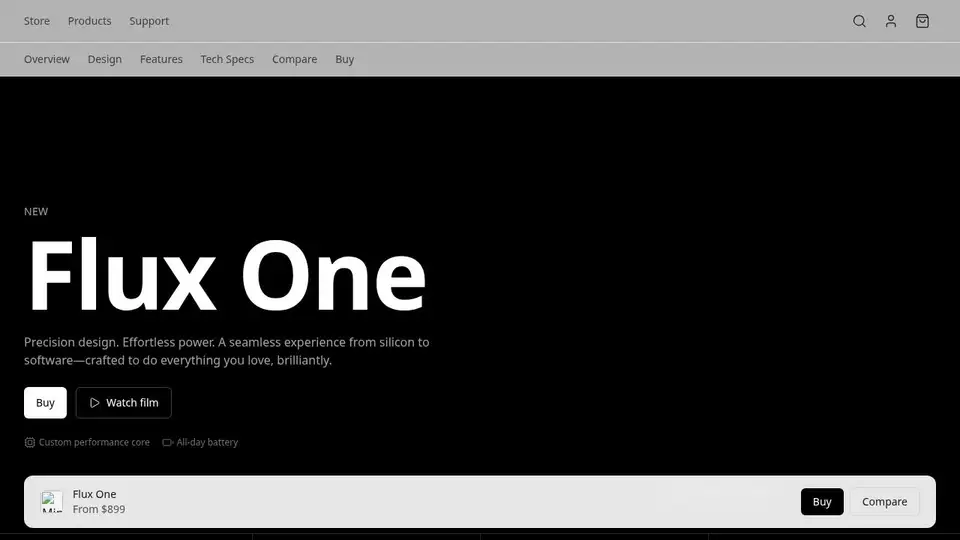 Store Products Support
Overview Design Features Tech Specs Compare Buy
NEW
Flux One
Precision design. Effortless power. A seamless experience from silicon to
software—crafted to do everything you love, brilliantly.
Buy Watch film
Custom performance core All-day battery
Flux One
From $899
Buy Compare